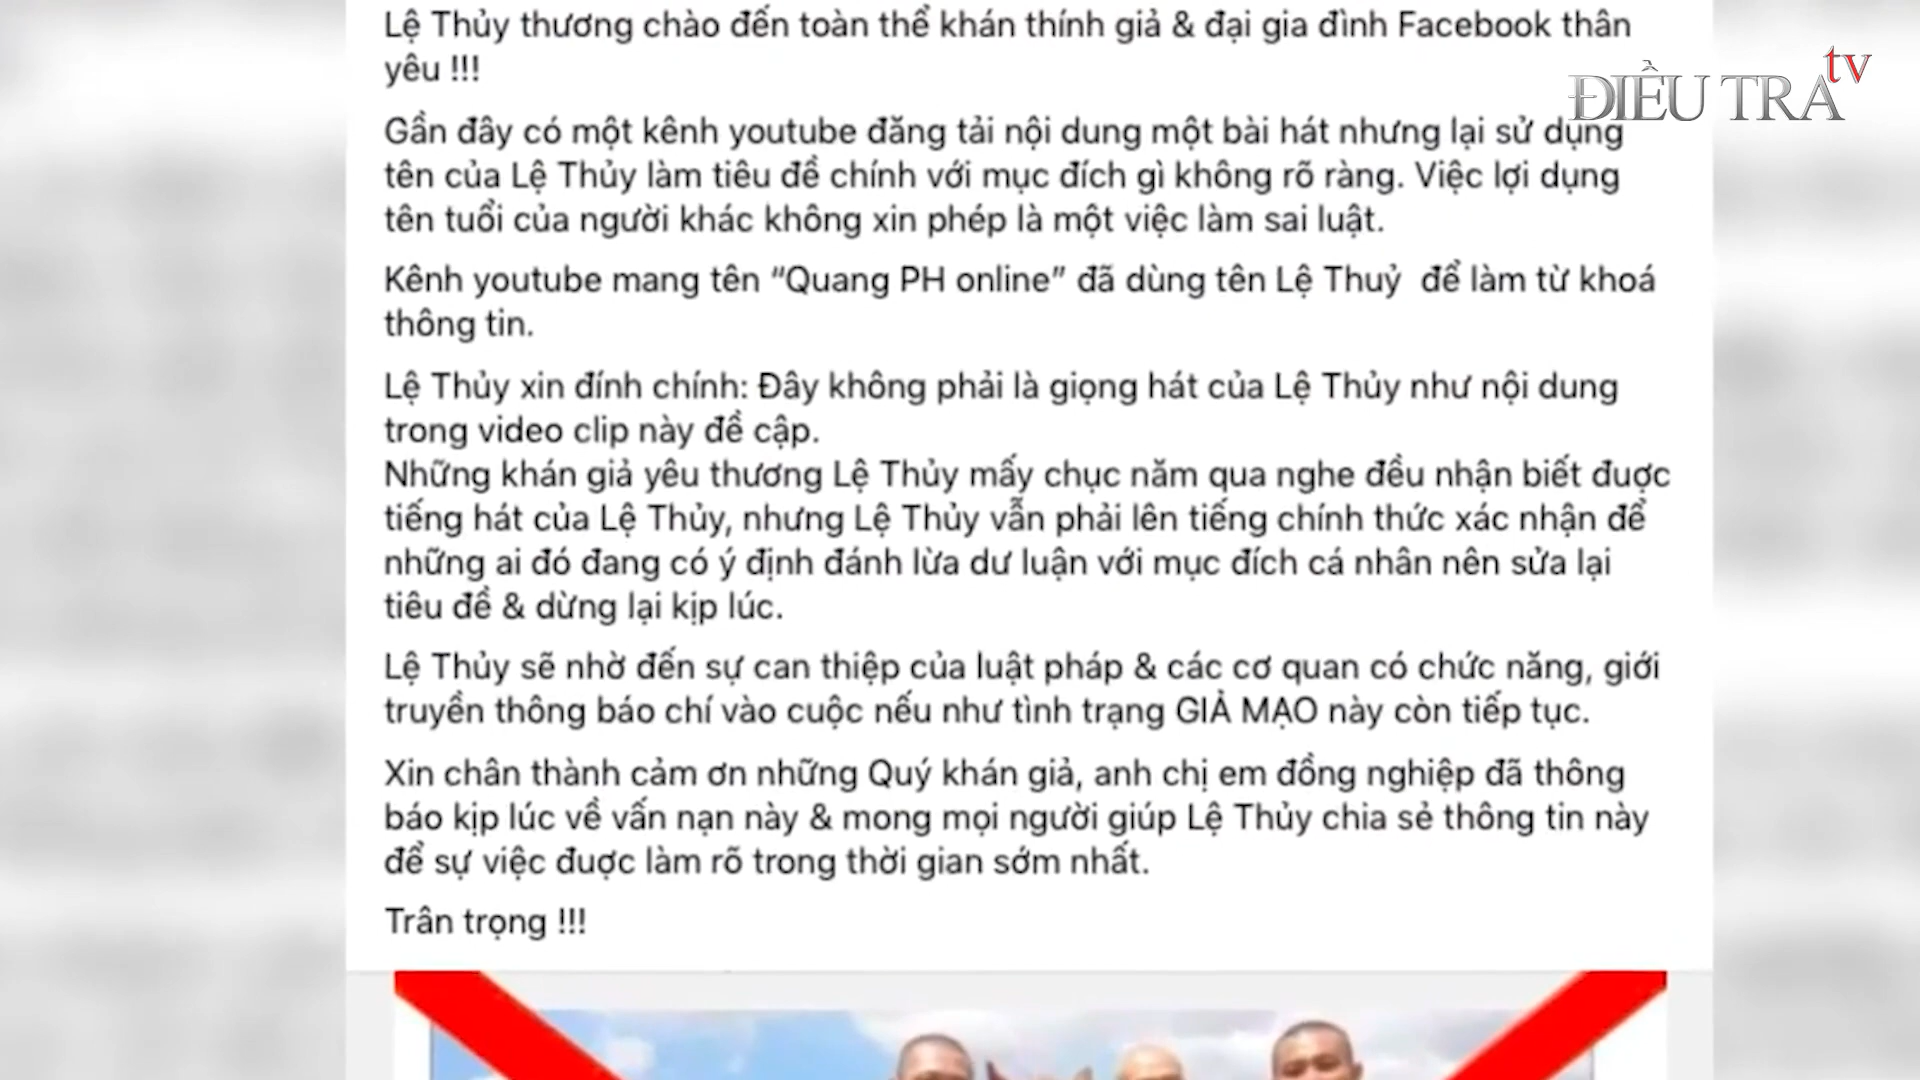 Lệ Thủy thương chào đến toàn thể khán thính giả & đại gia đình Facebook thân
yêu !!!
ĐIỀU TRA tv
Gần đây có một kênh youtube đăng tải nội dung một bài hát nhưng lại sử dụng
tên của Lệ Thủy làm tiêu đề chính với mục đích gì không rõ ràng. Việc lợi dụng
tên tuổi của người khác không xin phép là một việc làm sai luật.
Kênh youtube mang tên “Quang PH online” đã dùng tên Lệ Thuỷ  để làm từ khoá
thông tin.
Lệ Thủy xin đính chính: Đây không phải là giọng hát của Lệ Thủy như nội dung
trong video clip này đề cập.
Những khán giả yêu thương Lệ Thủy mấy chục năm qua nghe đều nhận biết đuợc
tiếng hát của Lệ Thủy, nhưng Lệ Thủy vẫn phải lên tiếng chính thức xác nhận để
những ai đó đang có ý định đánh lừa dư luận với mục đích cá nhân nên sửa lại
tiêu đề & dừng lại kịp lúc.
Lệ Thủy sẽ nhờ đến sự can thiệp của luật pháp & các cơ quan có chức năng, giới
truyền thông báo chí vào cuộc nếu như tình trạng GIẢ MẠO này còn tiếp tục.
Xin chân thành cảm ơn những Quý khán giả, anh chị em đồng nghiệp đã thông
báo kịp lúc về vấn nạn này & mong mọi người giúp Lệ Thủy chia sẻ thông tin này
để sự việc đuợc làm rõ trong thời gian sớm nhất.
Trân trọng !!!